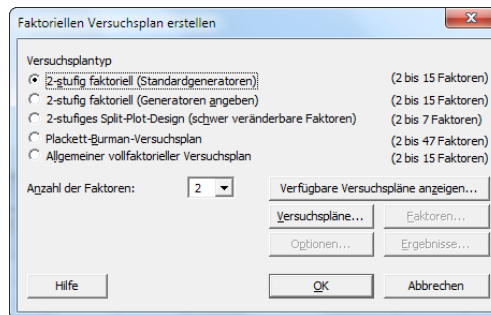 Faktoriellen Versuchsplan erstellen
Versuchsplantyp
2-stufig faktoriell (Standardgeneratoren) (2 bis 15 Faktoren)
2-stufig faktoriell (Generatoren angeben) (2 bis 15 Faktoren)
2-stufiges Split-Plot-Design (schwer veränderbare Faktoren) (2 bis 7 Faktoren)
Plackett-Burman-Versuchsplan (2 bis 47 Faktoren)
Allgemeiner vollfaktorieller Versuchsplan (2 bis 15 Faktoren)
Anzahl der Faktoren: 2 Verfügbare Versuchspläne anzeigen...
Versuchspläne... Faktoren...
Optionen... Ergebnisse...
Hilfe OK Abbrechen